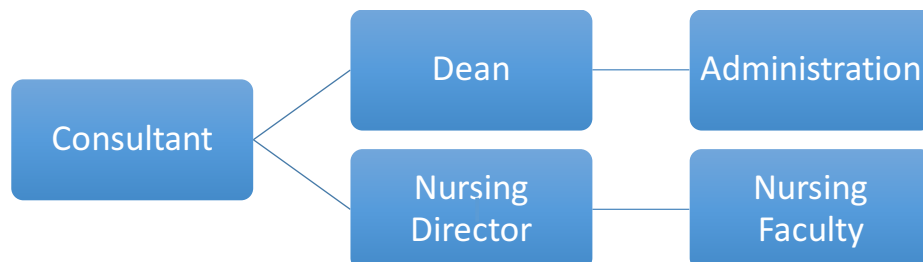 Consultant
Dean
Administration
Nursing
Director
Nursing
Faculty